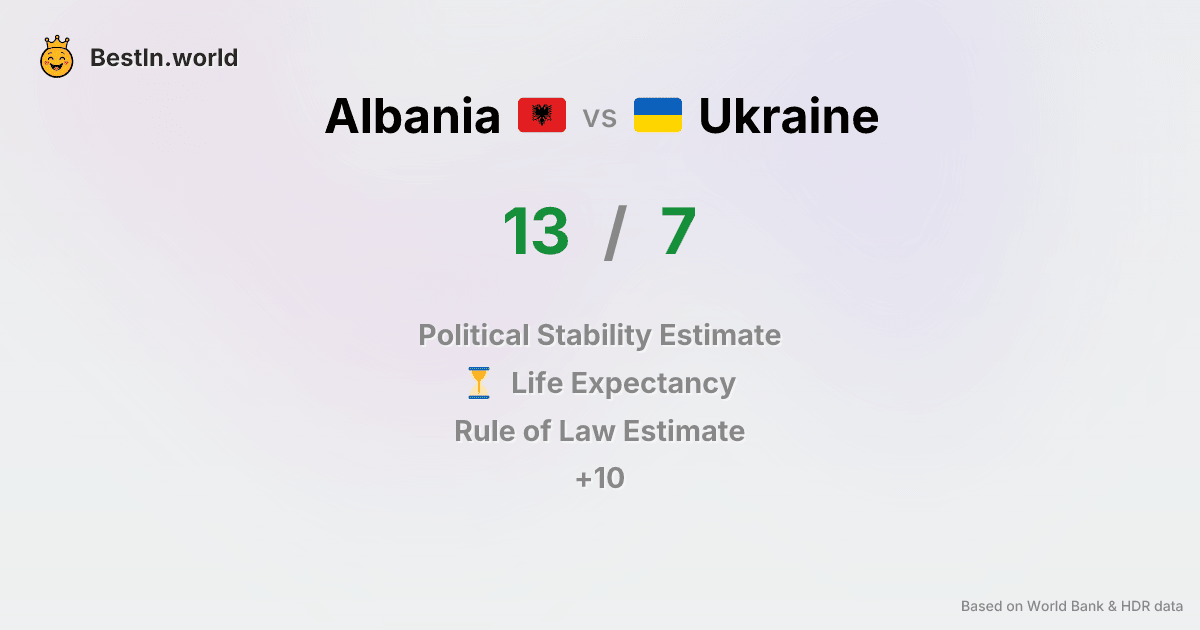 BestIn.world
Albania vs Ukraine
13 / 7
Political Stability Estimate
Life Expectancy
Rule of Law Estimate
+10
Based on World Bank & HDR data